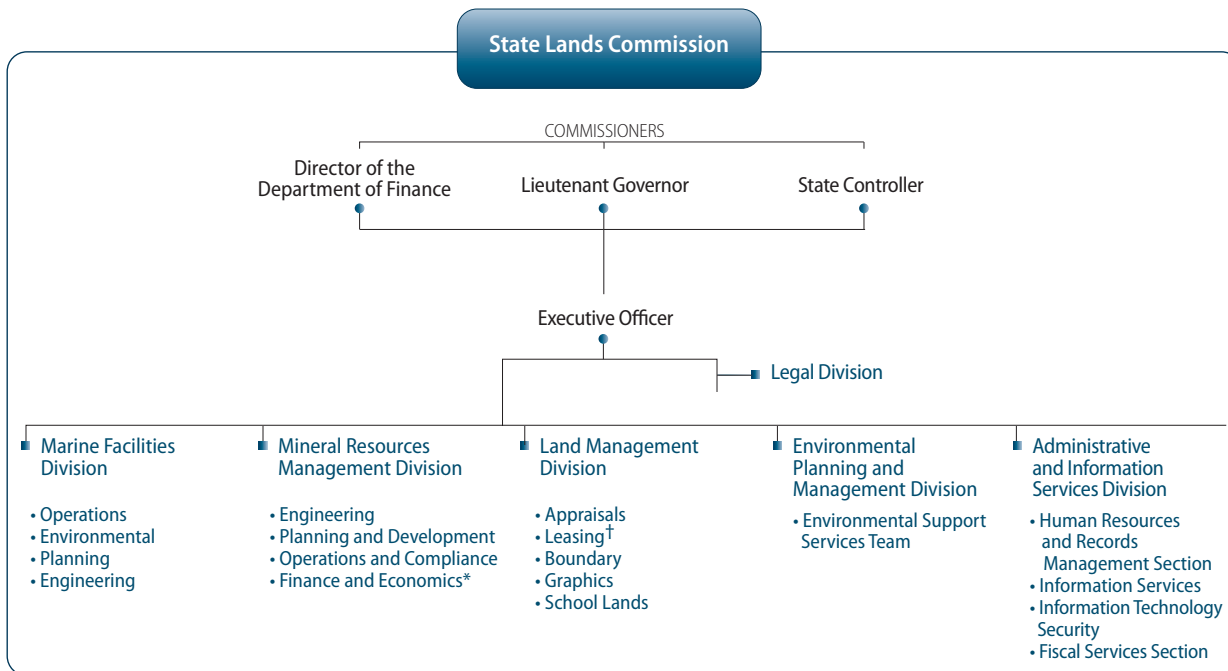 State Lands Commission
COMMISSIONERS
Director of the
Department of Finance
Lieutenant Governor
State Controller
Executive Officer
Legal Division
Marine Facilities
Division
• Operations
• Environmental
• Planning
• Engineering
Mineral Resources
Management Division
• Engineering
• Planning and Development
• Operations and Compliance
• Finance and Economics*
Land Management
Division
• Appraisals
• Leasing†
• Boundary
• Graphics
• School Lands
Environmental
Planning and
Management Division
• Environmental Support
Services Team
Administrative
and Information
Services Division
• Human Resources
and Records
Management Section
• Information Services
• Information Technology
Security
• Fiscal Services Section